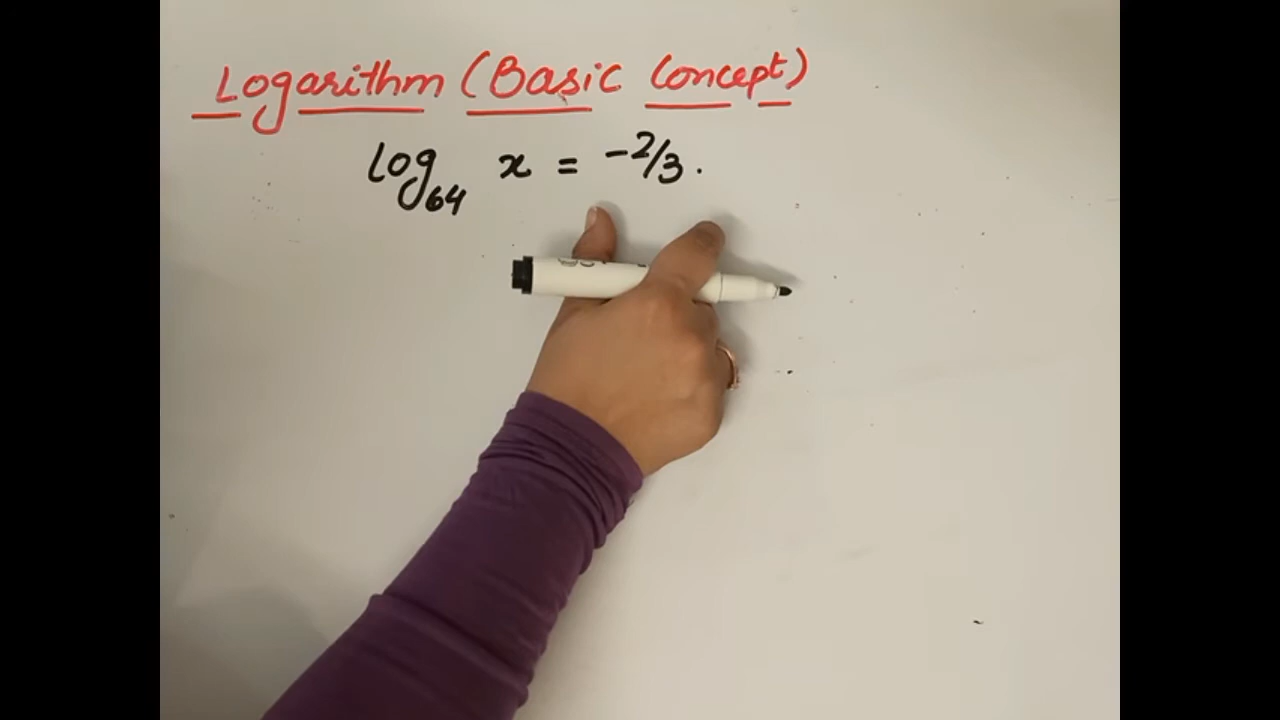 Logarithm (Basic Concept)
log₆₄ x = -2/3.